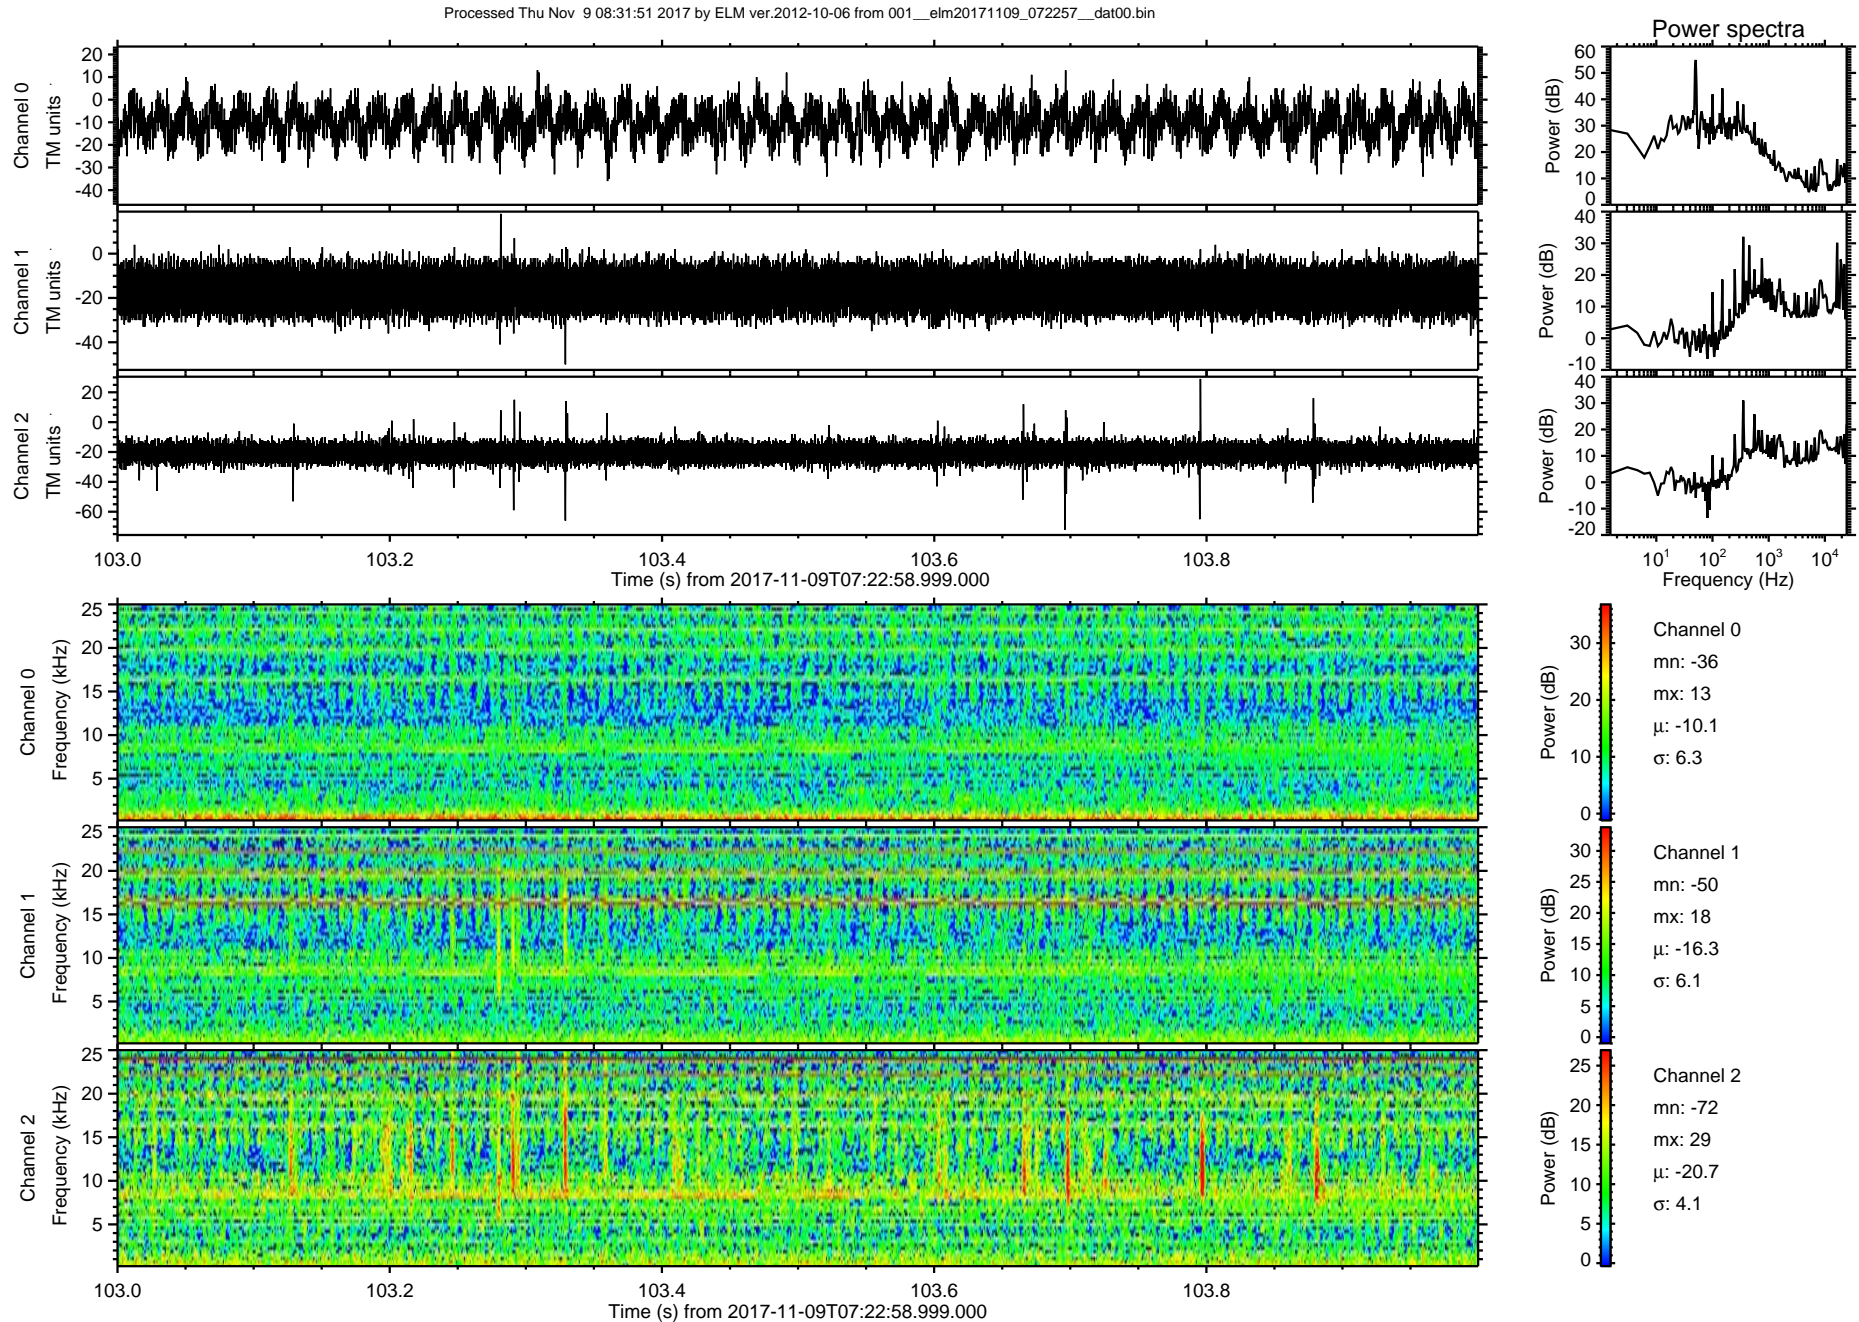 Processed Thu Nov  9 08:31:51 2017 by ELM ver.2012-10-06 from 001__elm20171109_072257__dat00.bin
Power spectra
Channel 0
TM units
20
10
0
-10
-20
-30
-40
Power (dB)
60
50
40
30
20
10
0
Channel 1
TM units
0
-20
-40
Power (dB)
40
30
20
10
0
-10
Channel 2
TM units
20
0
-20
-40
-60
Power (dB)
40
30
20
10
0
-10
-20
103.0 103.2 103.4 103.6 103.8
Time (s) from 2017-11-09T07:22:58.999.000
10¹ 10² 10³ 10⁴
Frequency (Hz)
Channel 0
Frequency (kHz)
25
20
15
10
5
Power (dB)
30
20
10
0
Channel 0
mn: -36
mx: 13
μ: -10.1
σ: 6.3
Channel 1
Frequency (kHz)
25
20
15
10
5
Power (dB)
30
25
20
15
10
5
0
Channel 1
mn: -50
mx: 18
μ: -16.3
σ: 6.1
Channel 2
Frequency (kHz)
25
20
15
10
5
Power (dB)
25
20
15
10
5
0
Channel 2
mn: -72
mx: 29
μ: -20.7
σ: 4.1
103.0 103.2 103.4 103.6 103.8
Time (s) from 2017-11-09T07:22:58.999.000